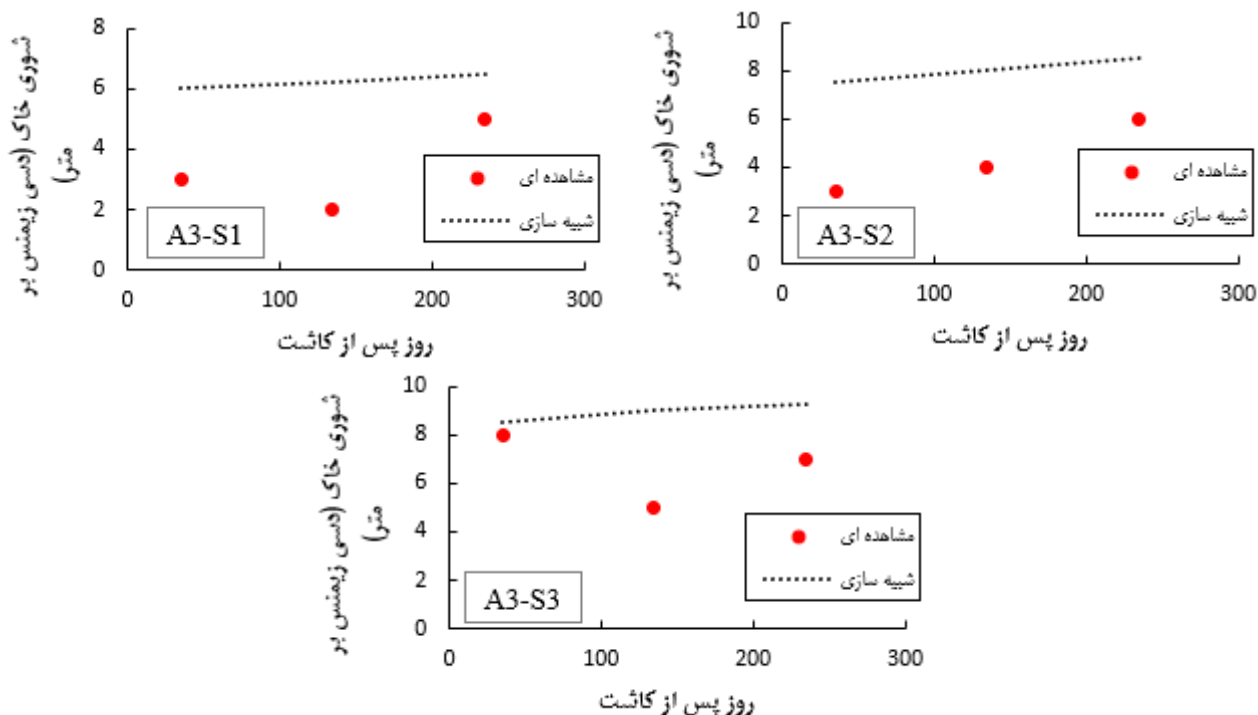 شوری خاک (دسی زیمنس بر
متر)
8
6
4
2
0
مشاهده ای
شبیه سازی
A3-S1
0 100 200 300
روز پس از کاشت
شوری خاک (دسی زیمنس بر
متر)
10
8
6
4
2
0
مشاهده ای
شبیه سازی
A3-S2
0 100 200 300
روز پس از کاشت
شوری خاک (دسی زیمنس بر
متر)
10
8
6
4
2
0
مشاهده ای
شبیه سازی
A3-S3
0 100 200 300
روز پس از کاشت